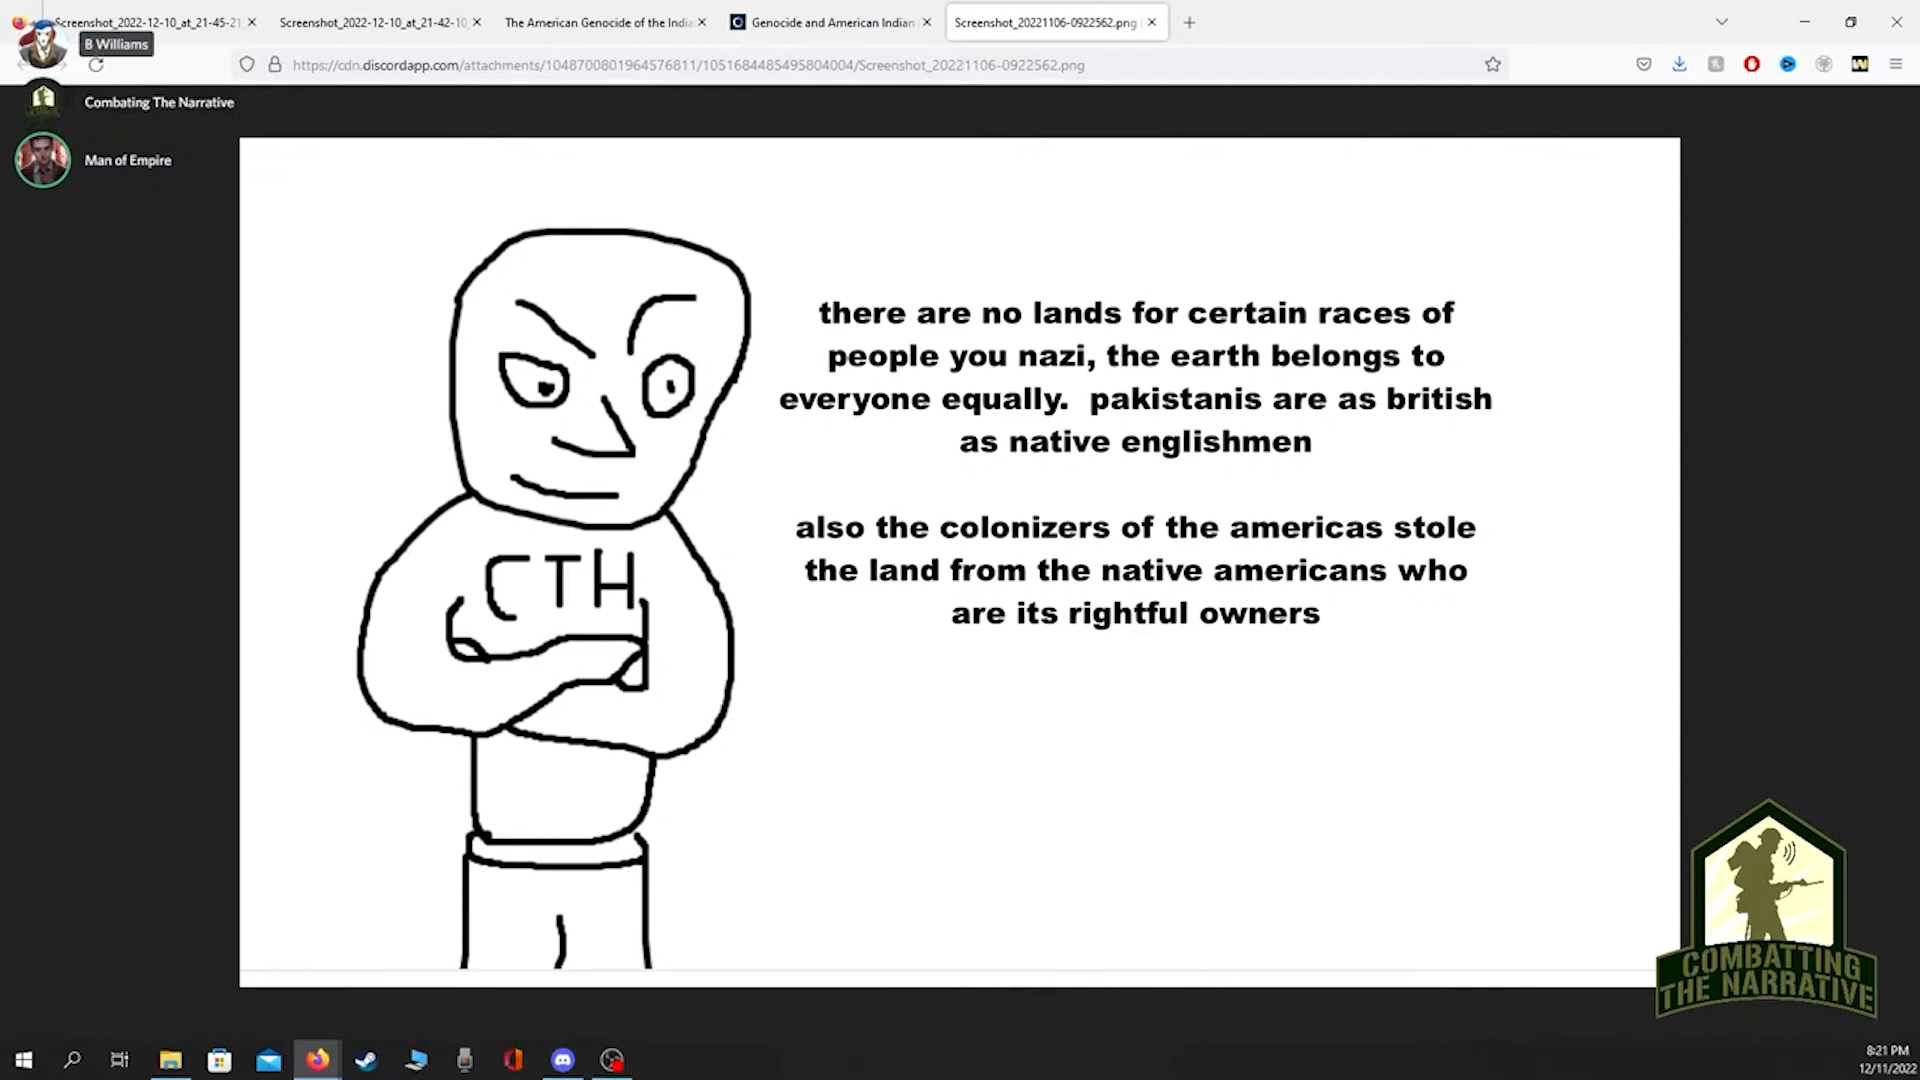 Screenshot_2022-12-10_at_21-45-21
Screenshot_2022-12-10_at_21-42-10
The American Genocide of the India
Genocide and American Indian
Screenshot_20221106-0922562.png
B Williams
https://cdn.discordapp.com/attachments/1048700801964576811/1051684485495804004/Screenshot_20221106-0922562.png
Combating The Narrative
Man of Empire
there are no lands for certain races of
people you nazi, the earth belongs to
everyone equally. pakistanis are as british
as native englishmen
also the colonizers of the americas stole
the land from the native americans who
are its rightful owners
CTH
COMBATTING
THE NARRATIVE
8:21 PM
12/11/2022